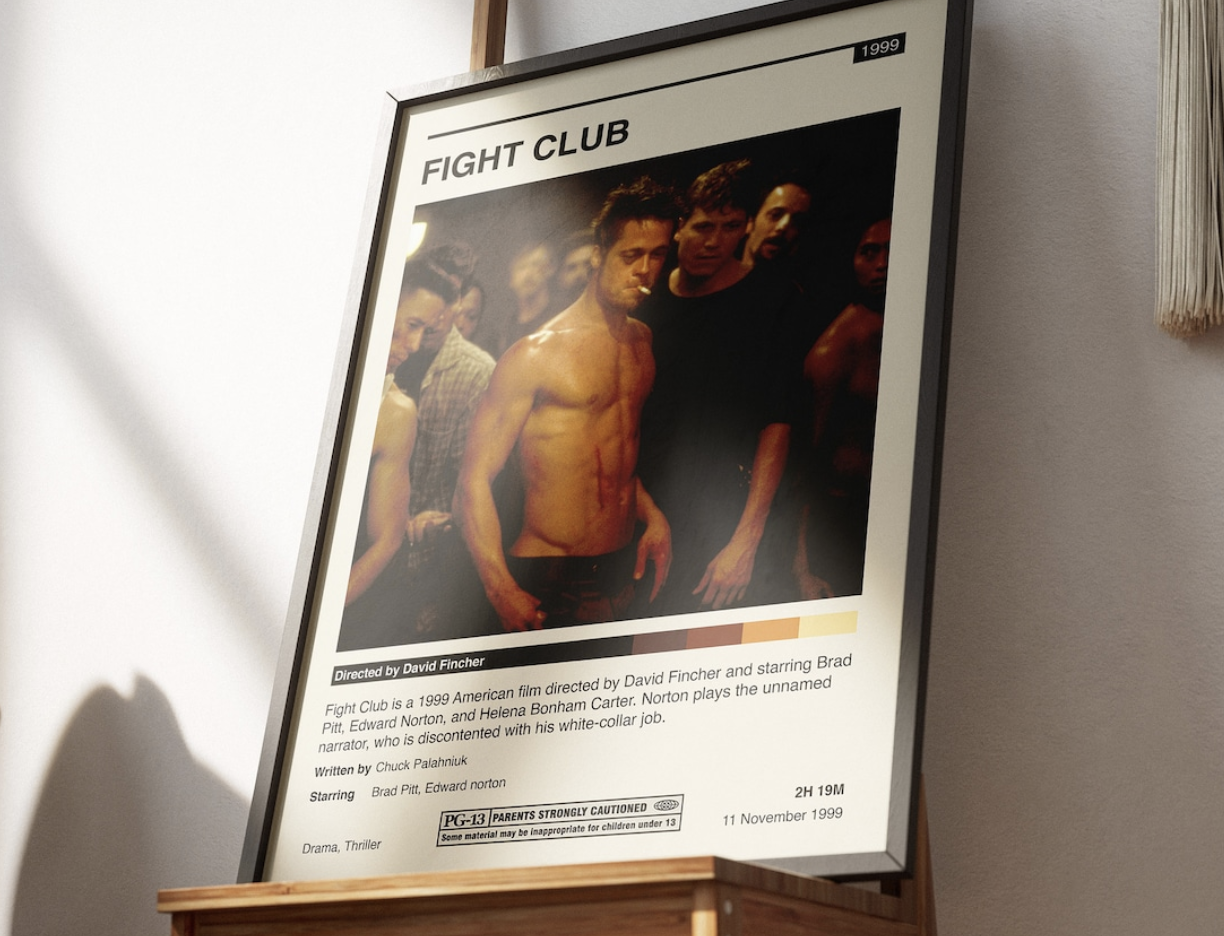 1999
FIGHT CLUB
Directed by David Fincher
Fight Club is a 1999 American film directed by David Fincher and starring Brad
Pitt, Edward Norton, and Helena Bonham Carter. Norton plays the unnamed
narrator, who is discontented with his white-collar job.
Written by Chuck Palahniuk
Starring Brad Pitt, Edward norton
2H 19M
PG-13 PARENTS STRONGLY CAUTIONED
Some material may be inappropriate for children under 13
11 November 1999
Drama, Thriller